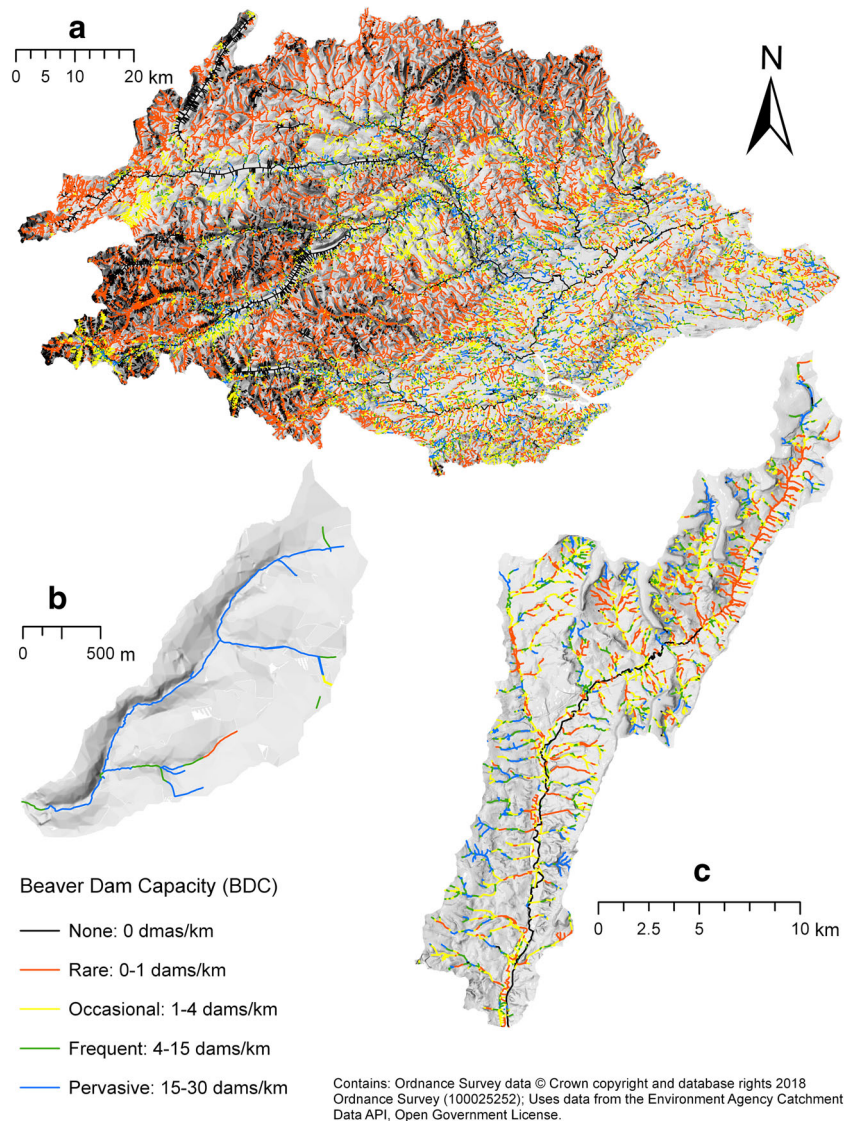 a
0 5 10 20 km
N
b
0 500 m
c
0 2.5 5 10 km
Beaver Dam Capacity (BDC)
None: 0 dmas/km
Rare: 0-1 dams/km
Occasional: 1-4 dams/km
Frequent: 4-15 dams/km
Pervasive: 15-30 dams/km
Contains: Ordnance Survey data © Crown copyright and database rights 2018
Ordnance Survey (100025252); Uses data from the Environment Agency Catchment
Data API, Open Government License.